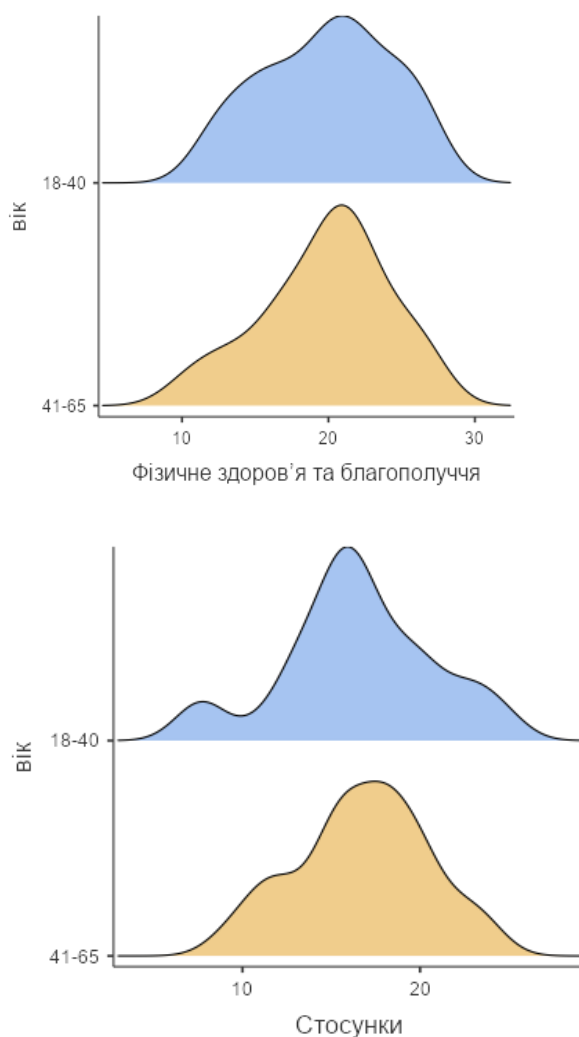 вік
18-40
41-65
10 20 30
Фізичне здоров’я та благополуччя
вік
18-40
41-65
10 20
Стосунки